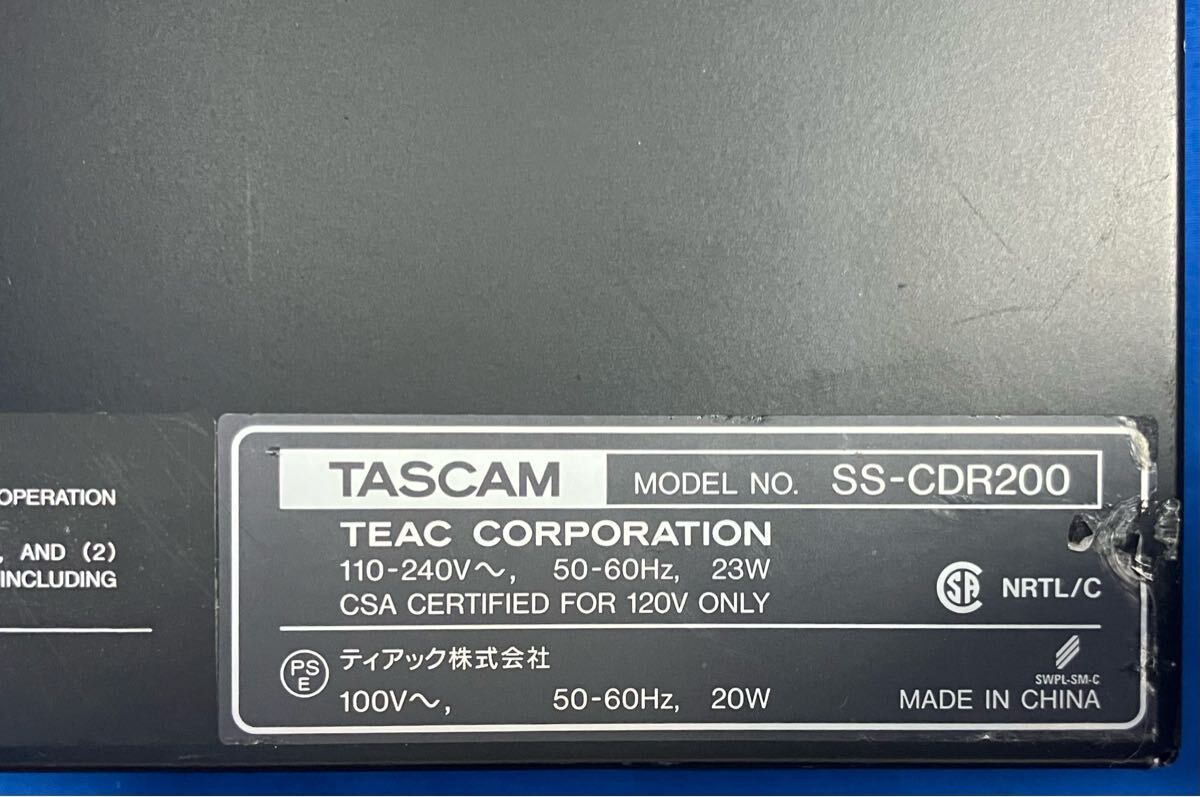 OPERATION
, AND (2)
INCLUDING
TASCAM MODEL NO. SS-CDR200
TEAC CORPORATION
110-240V～, 50-60Hz, 23W
CSA CERTIFIED FOR 120V ONLY
SA NRTL/C
PS
E
ティアック株式会社
100V～, 50-60Hz, 20W
SWPL-SM-C
MADE IN CHINA